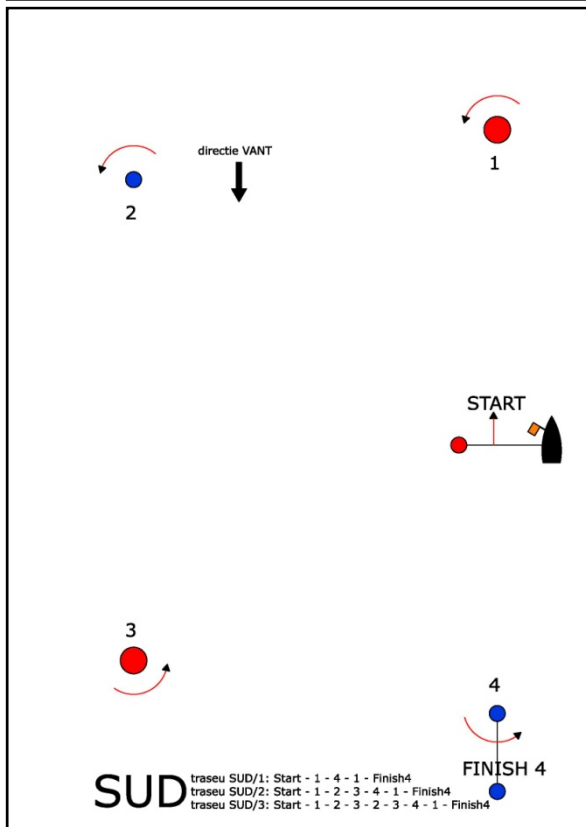 1
directie VANT
2
START
3
4
FINISH 4
SUD
traseu SUD/1: Start - 1 - 4 - 1 - Finish4
traseu SUD/2: Start - 1 - 2 - 3 - 4 - 1 - Finish4
traseu SUD/3: Start - 1 - 2 - 3 - 2 - 3 - 4 - 1 - Finish4